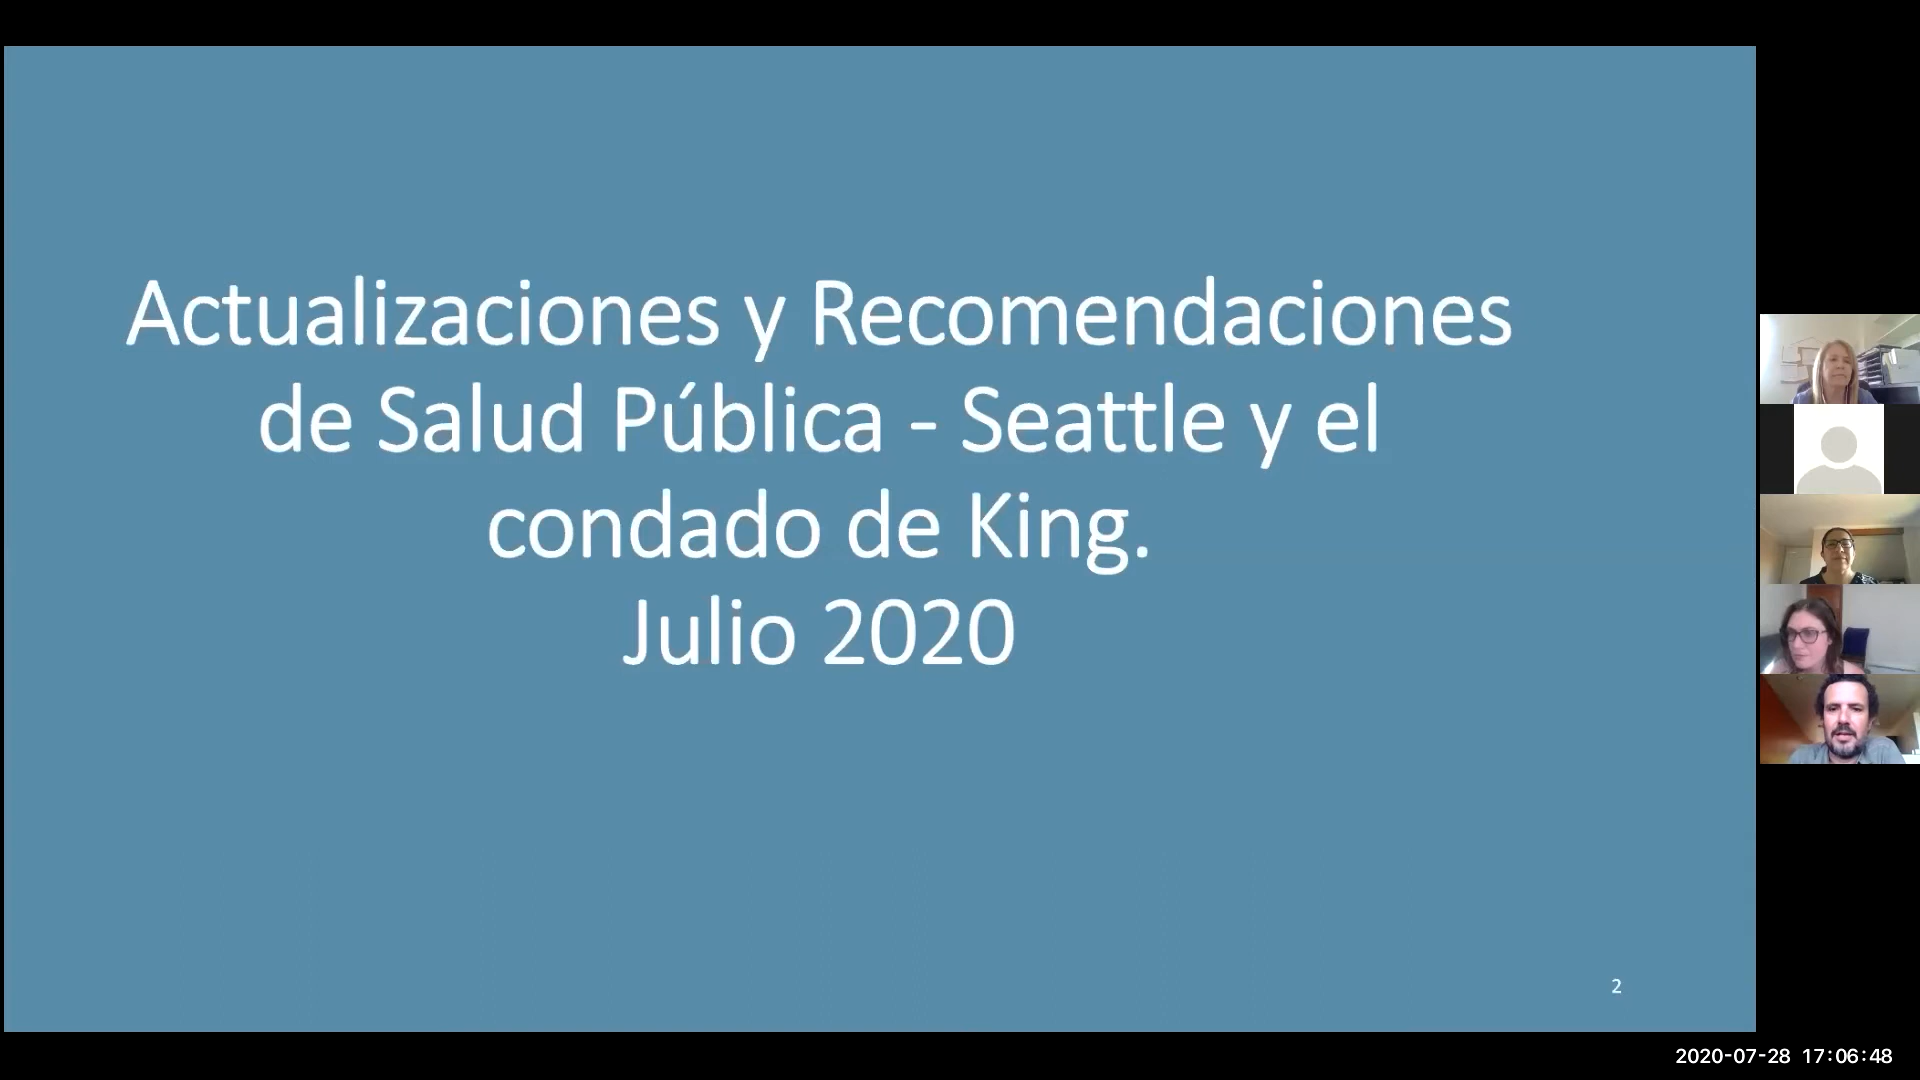 Actualizaciones y Recomendaciones
de Salud Pública - Seattle y el
condado de King.
Julio 2020
2
2020-07-28 17:06:48